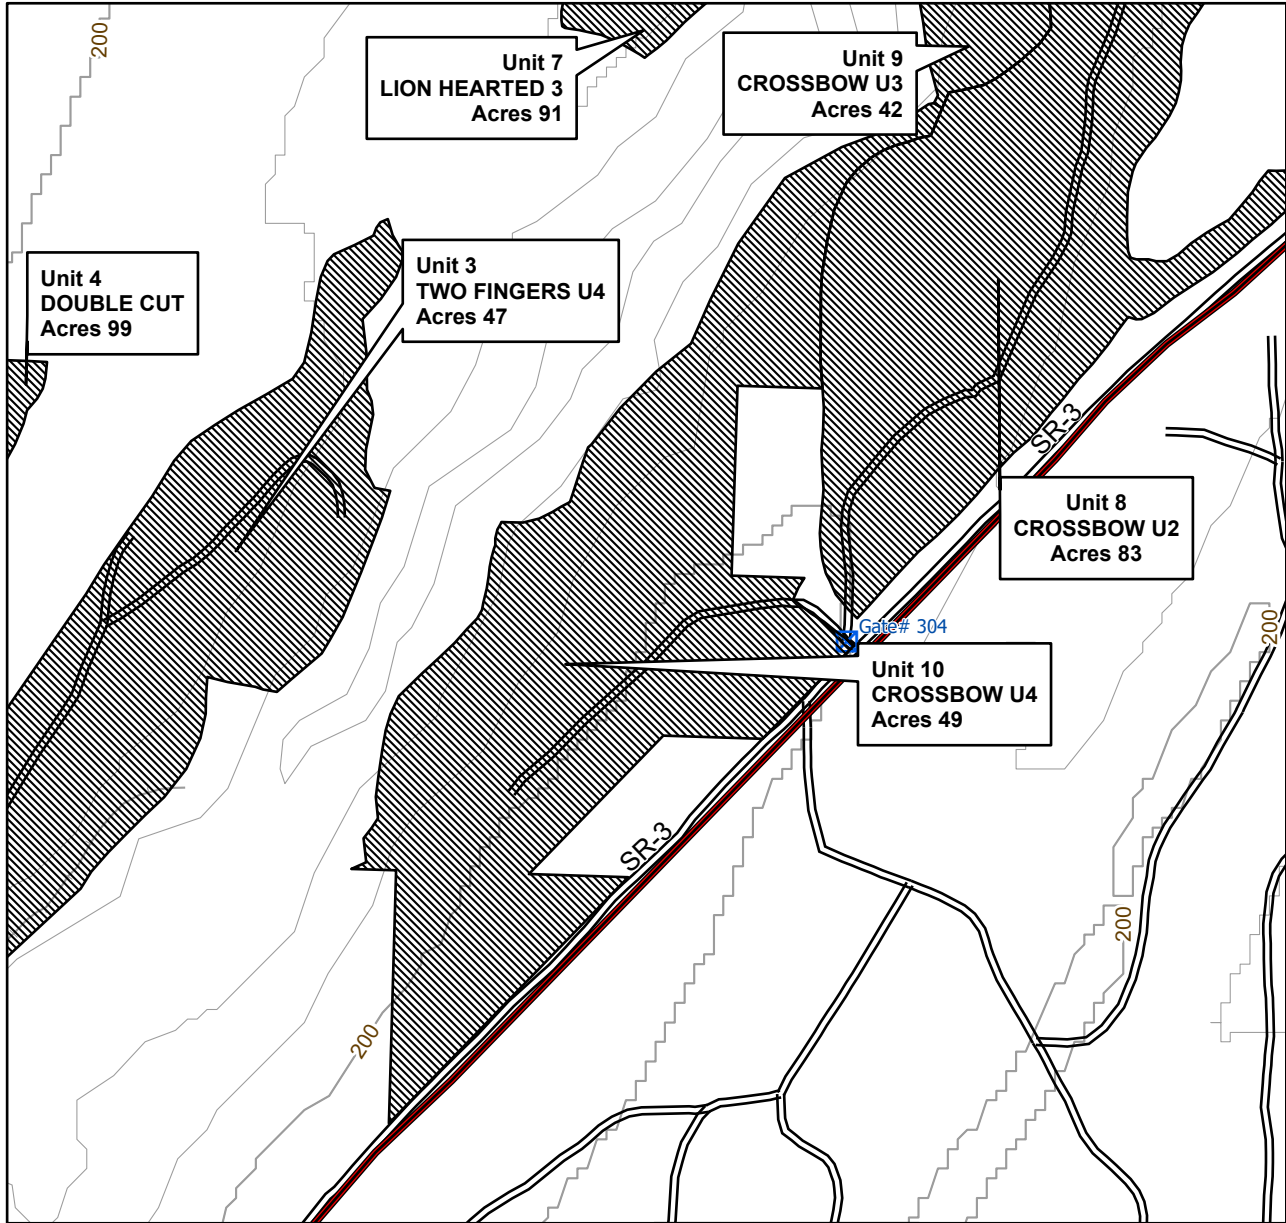 200
Unit 7
LION HEARTED 3
Acres 91
Unit 9
CROSSBOW U3
Acres 42
Unit 4
DOUBLE CUT
Acres 99
Unit 3
TWO FINGERS U4
Acres 47
SR-3
Unit 8
CROSSBOW U2
Acres 83
Gate# 304
200
Unit 10
CROSSBOW U4
Acres 49
SR-3
200
200